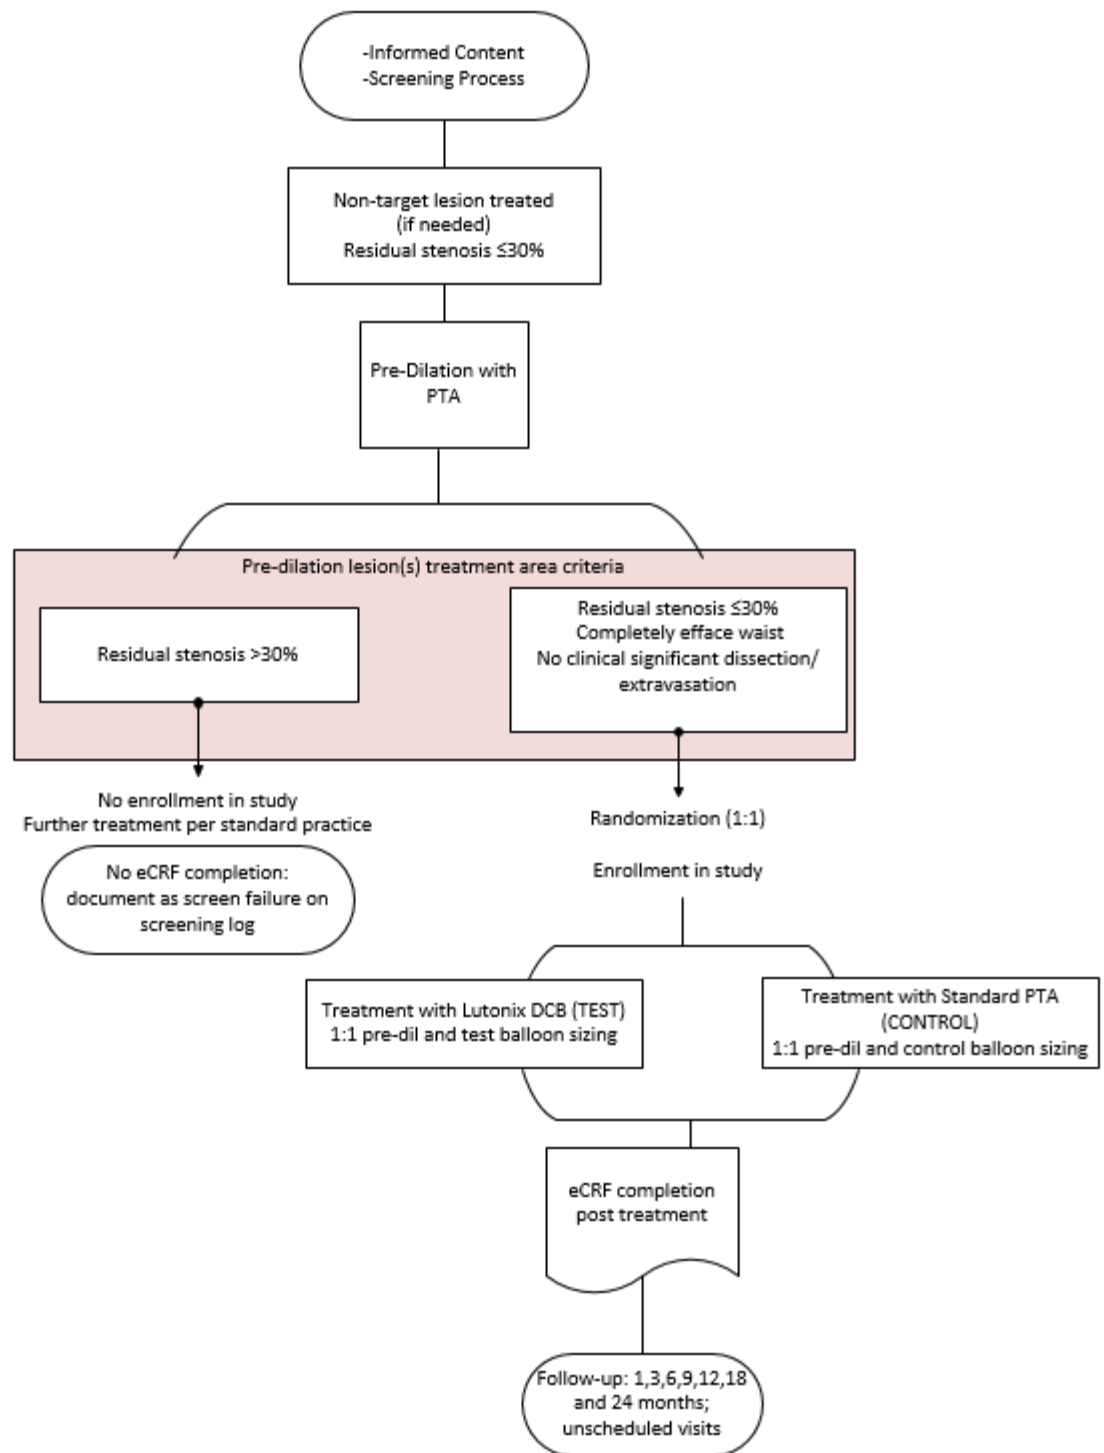 -Informed Content
-Screening Process
Non-target lesion treated
(if needed)
Residual stenosis ≤30%
Pre-Dilation with
PTA
Pre-dilation lesion(s) treatment area criteria
Residual stenosis >30%
Residual stenosis ≤30%
Completely efface waist
No clinical significant dissection/
extravasation
No enrollment in study
Further treatment per standard practice
No eCRF completion:
document as screen failure on
screening log
Randomization (1:1)
Enrollment in study
Treatment with Lutonix DCB (TEST)
1:1 pre-dil and test balloon sizing
Treatment with Standard PTA
(CONTROL)
1:1 pre-dil and control balloon sizing
eCRF completion
post treatment
Follow-up: 1,3,6,9,12,18
and 24 months;
unscheduled visits